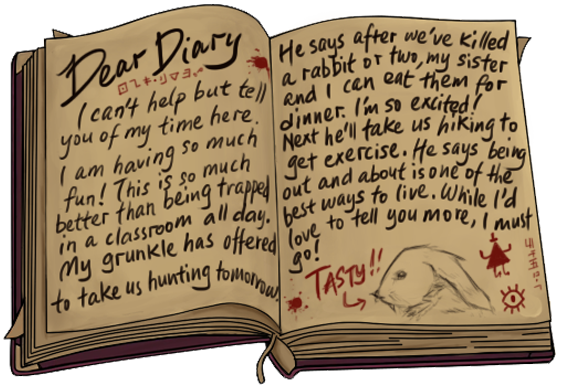 Dear Diary
I can't help but tell
you of my time here.
I am having so much
fun! This is so much
better than being trapped
in a classroom all day.
My grunkle has offered
to take us hunting tomorrow.
He says after we've killed
a rabbit or two, my sister
and I can eat them for
dinner. I'm so excited!
Next he'll take us hiking to
get exercise. He says being
out and about is one of the
best ways to live. While I'd
love to tell you more, I must
go!
TASTY!!